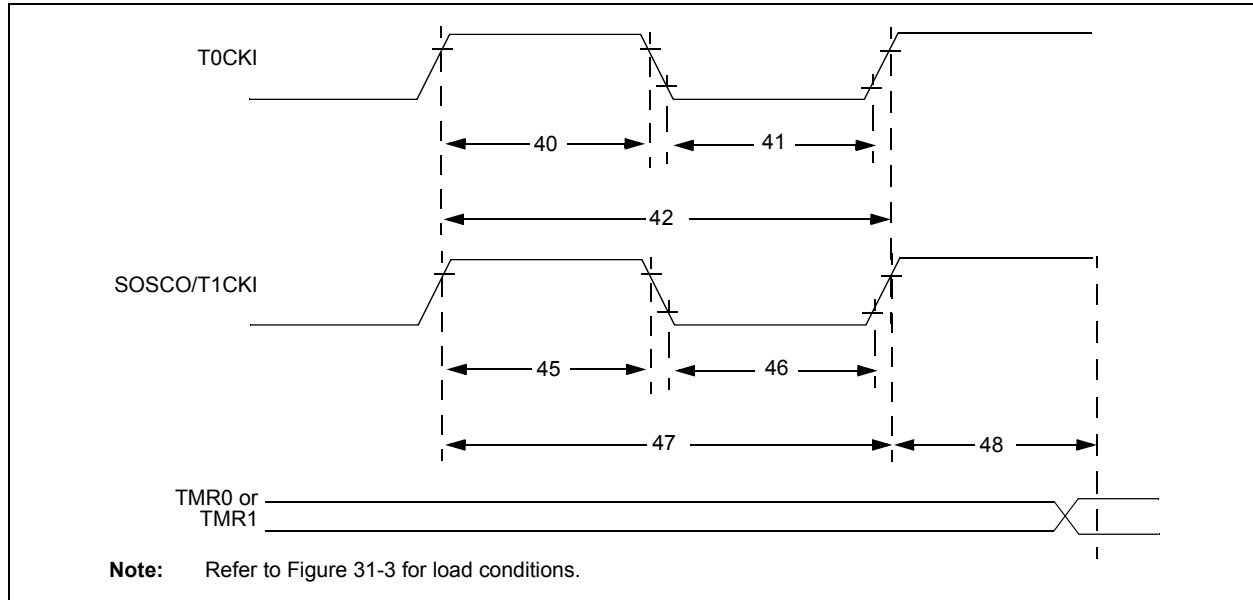 T0CKI
40
41
42
SOSCO/T1CKI
45
46
47
48
TMR0 or
TMR1
Note: Refer to Figure 31-3 for load conditions.